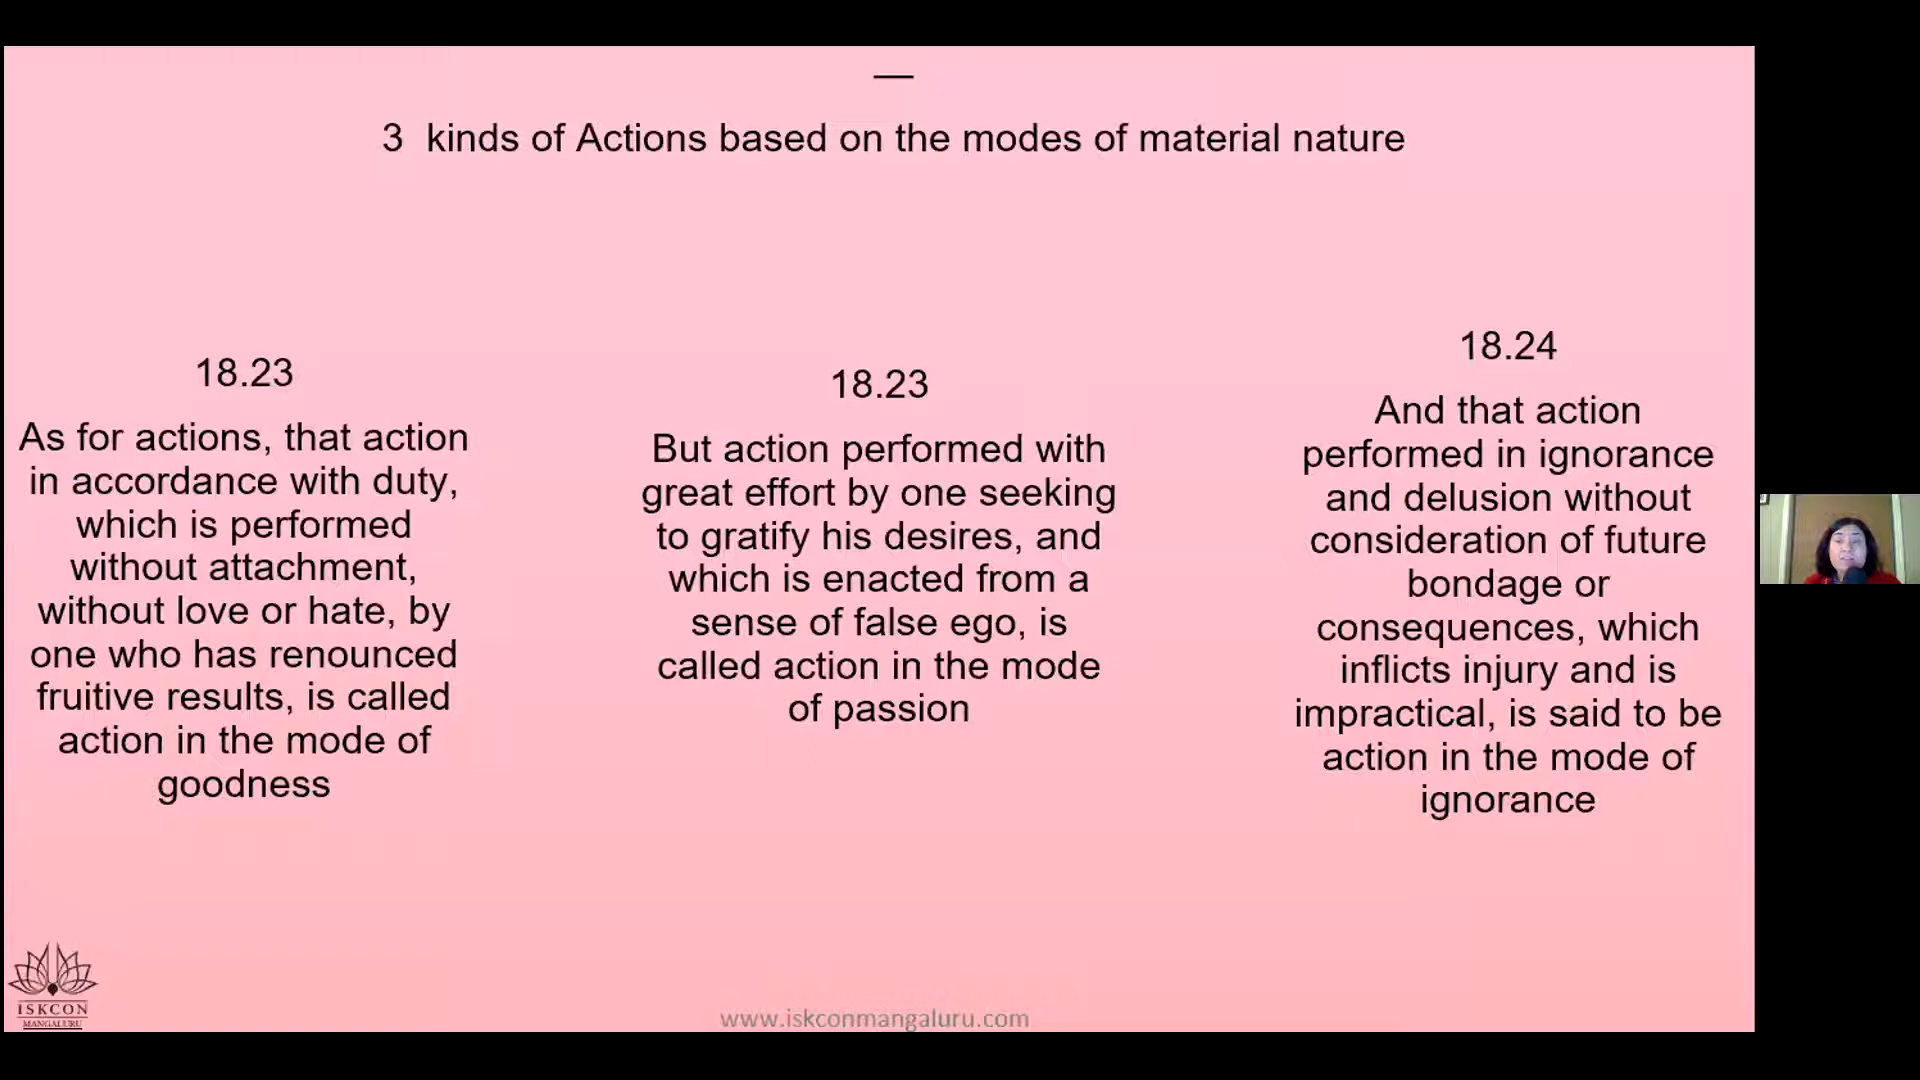 3 kinds of Actions based on the modes of material nature
18.23
As for actions, that action
in accordance with duty,
which is performed
without attachment,
without love or hate, by
one who has renounced
fruitive results, is called
action in the mode of
goodness
18.23
But action performed with
great effort by one seeking
to gratify his desires, and
which is enacted from a
sense of false ego, is
called action in the mode
of passion
18.24
And that action
performed in ignorance
and delusion without
consideration of future
bondage or
consequences, which
inflicts injury and is
impractical, is said to be
action in the mode of
ignorance
ISKCON
MANGALURU
www.iskconmangaluru.com